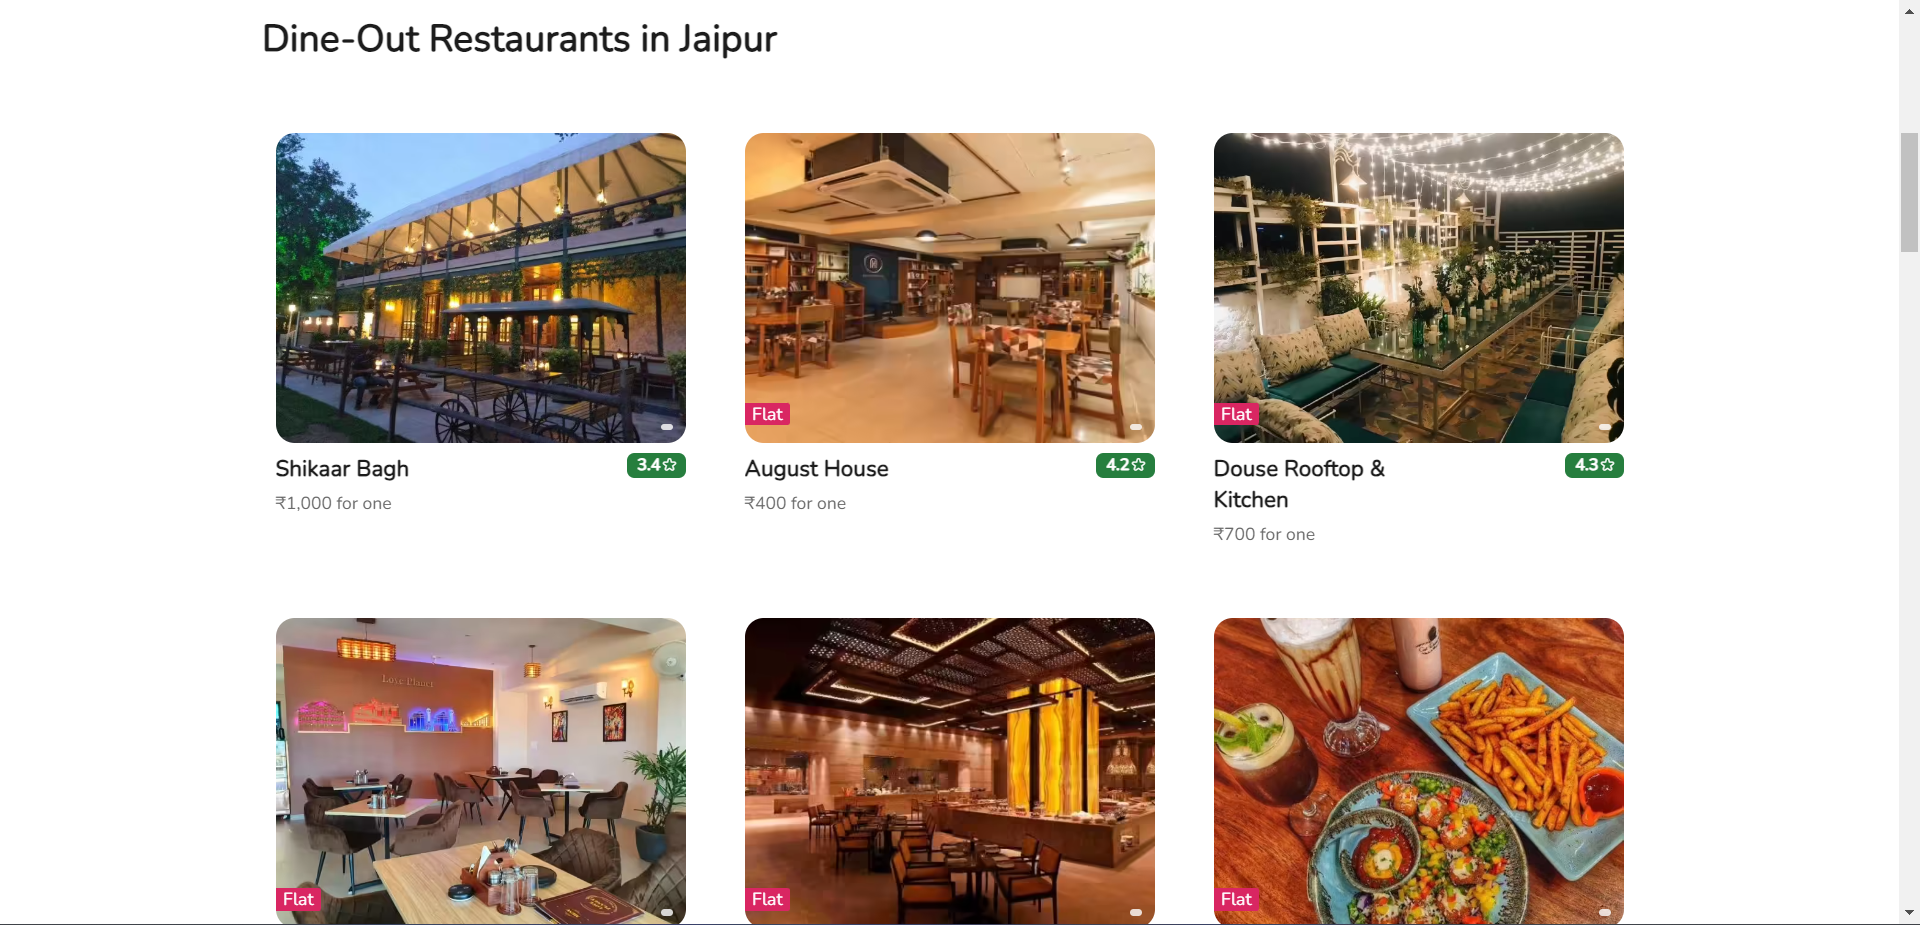 Dine-Out Restaurants in Jaipur
Flat
Flat
Shikaar Bagh
3.4
₹1,000 for one
August House
4.2
₹400 for one
Douse Rooftop &
Kitchen
4.3
₹700 for one
Love Planet
Flat
Flat
Flat